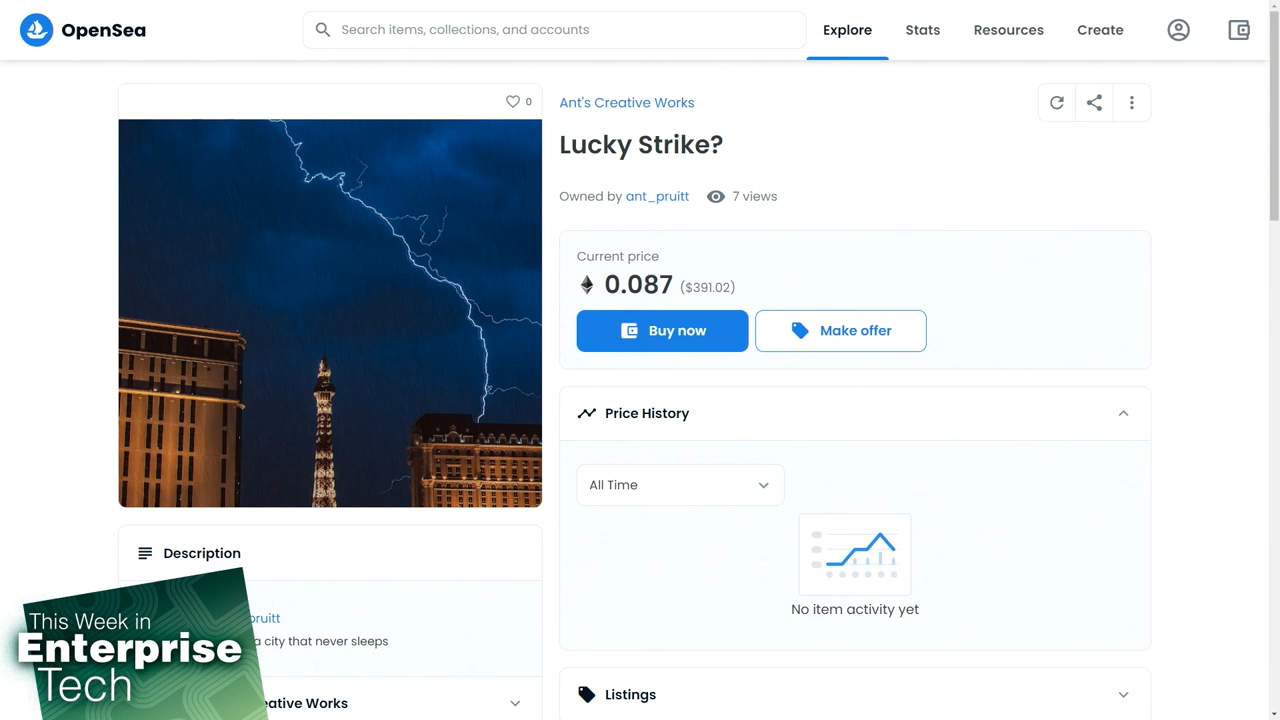 OpenSea
Search items, collections, and accounts
Explore
Stats
Resources
Create
0
Ant's Creative Works
Lucky Strike?
Owned by ant_pruitt
7 views
Current price
0.087 ($391.02)
Buy now
Make offer
Price History
All Time
No item activity yet
Description
pruitt
a city that never sleeps
eative Works
Listings
This Week in
Enterprise
Tech